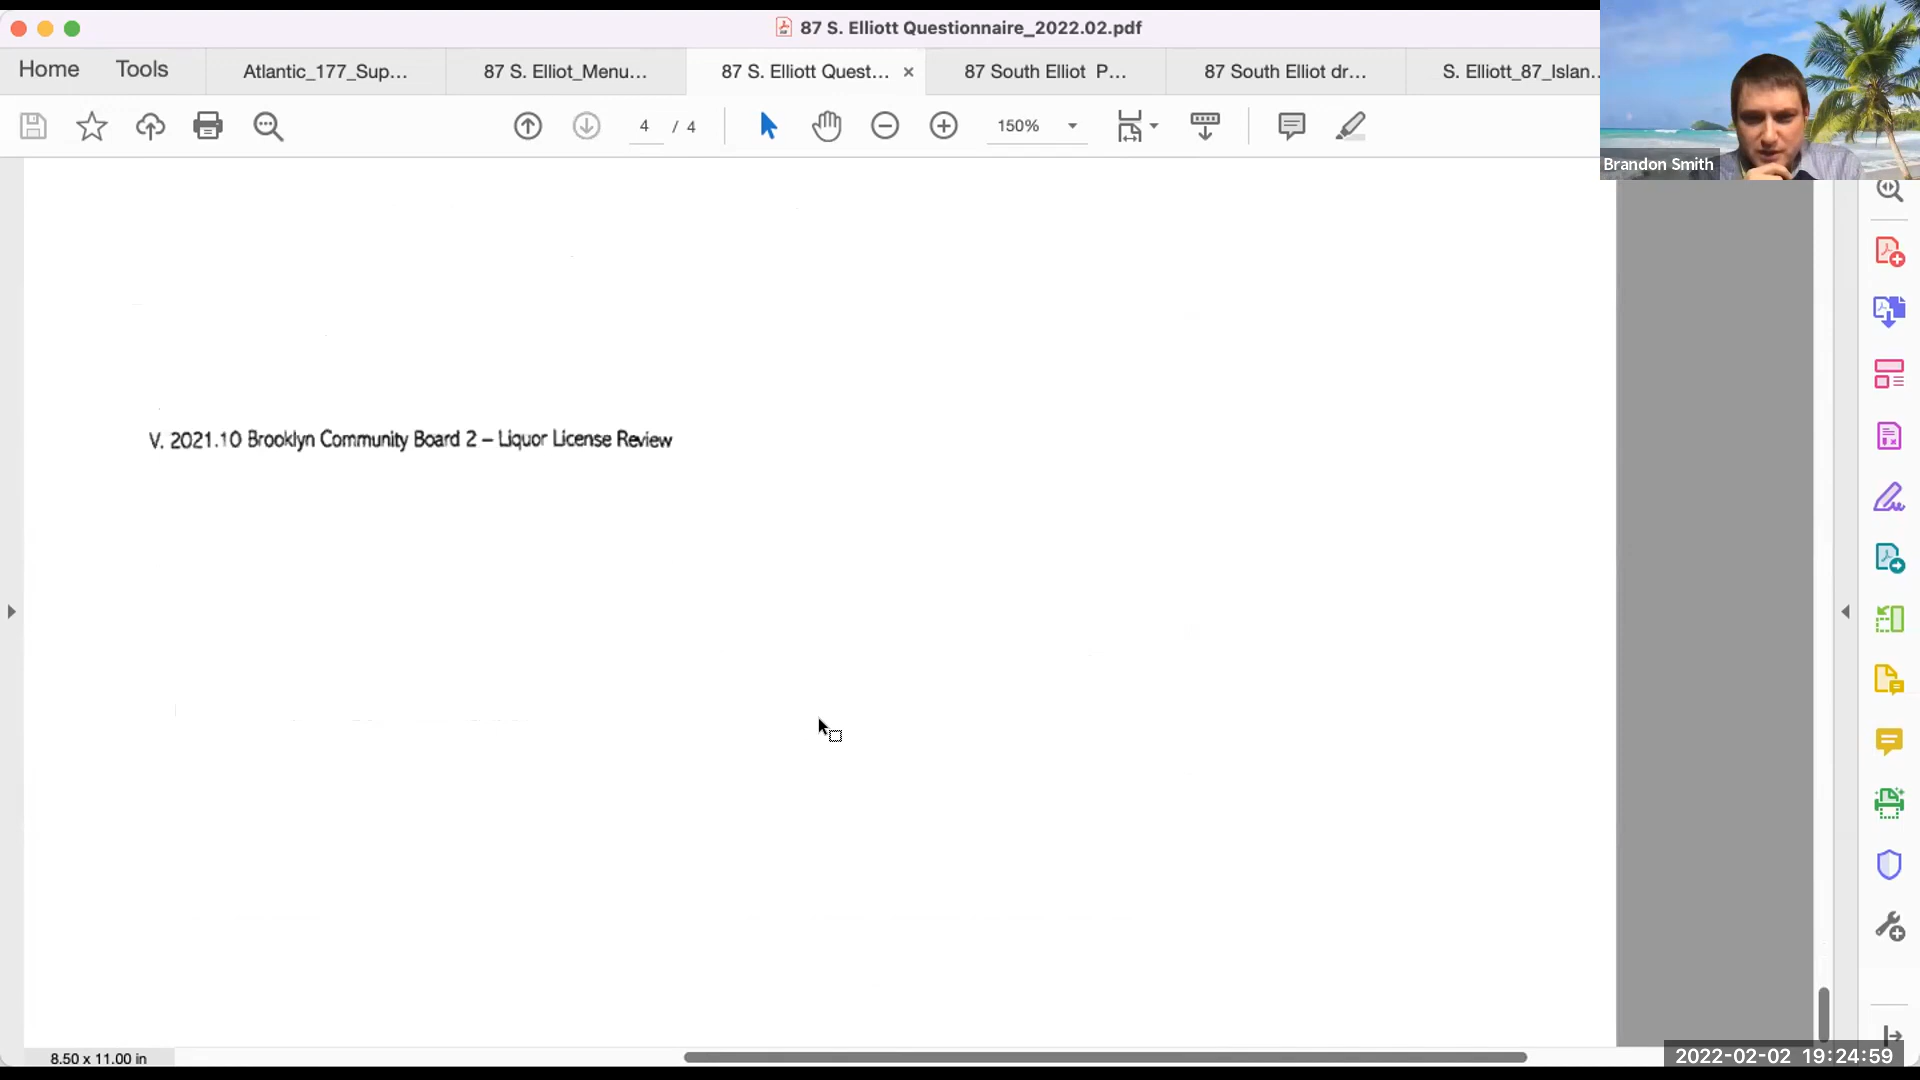 87 S. Elliott Questionnaire_2022.02.pdf
Home
Tools
Atlantic_177_Sup...
87 S. Elliot_Menu...
87 S. Elliott Quest...
87 South Elliot P...
87 South Elliot dr...
S. Elliott_87_Islan...
4 / 4
150%
Brandon Smith
V. 2021.10 Brooklyn Community Board 2 – Liquor License Review
8.50 x 11.00 in
2022-02-02 19:24:59